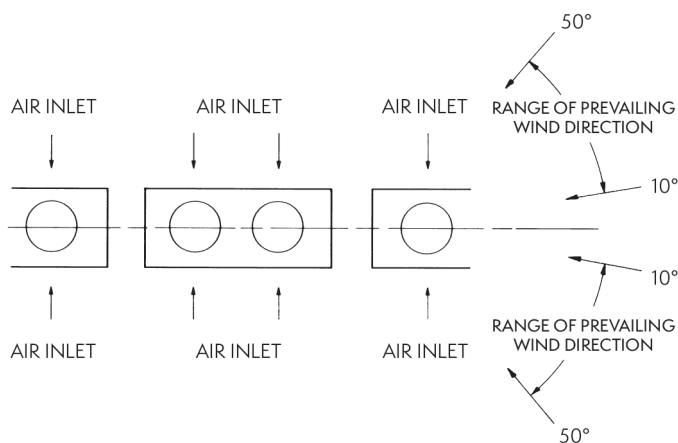 50°
AIR INLET
AIR INLET
AIR INLET
RANGE OF PREVAILING
WIND DIRECTION
10°
10°
RANGE OF PREVAILING
WIND DIRECTION
AIR INLET
AIR INLET
AIR INLET
50°